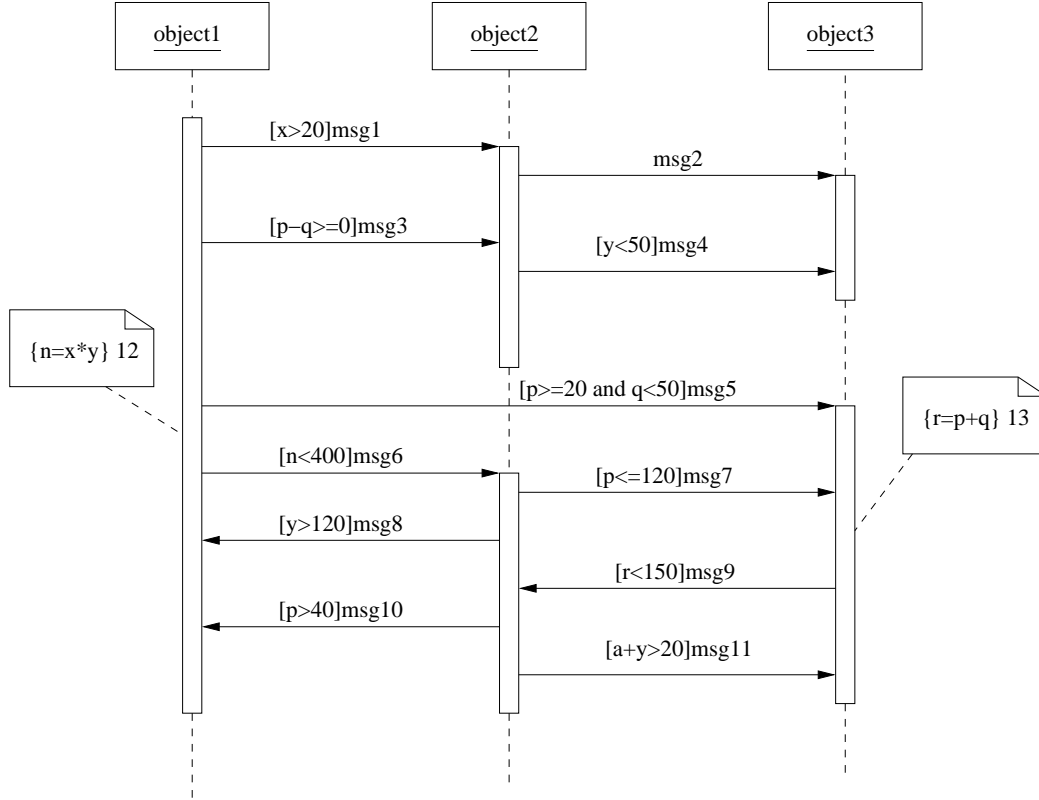 object1
object2
object3
[x>20]msg1
msg2
[p−q>=0]msg3
[y<50]msg4
{n=x*y} 12
[p>=20 and q<50]msg5
{r=p+q} 13
[n<400]msg6
[p<=120]msg7
[y>120]msg8
[r<150]msg9
[p>40]msg10
[a+y>20]msg11